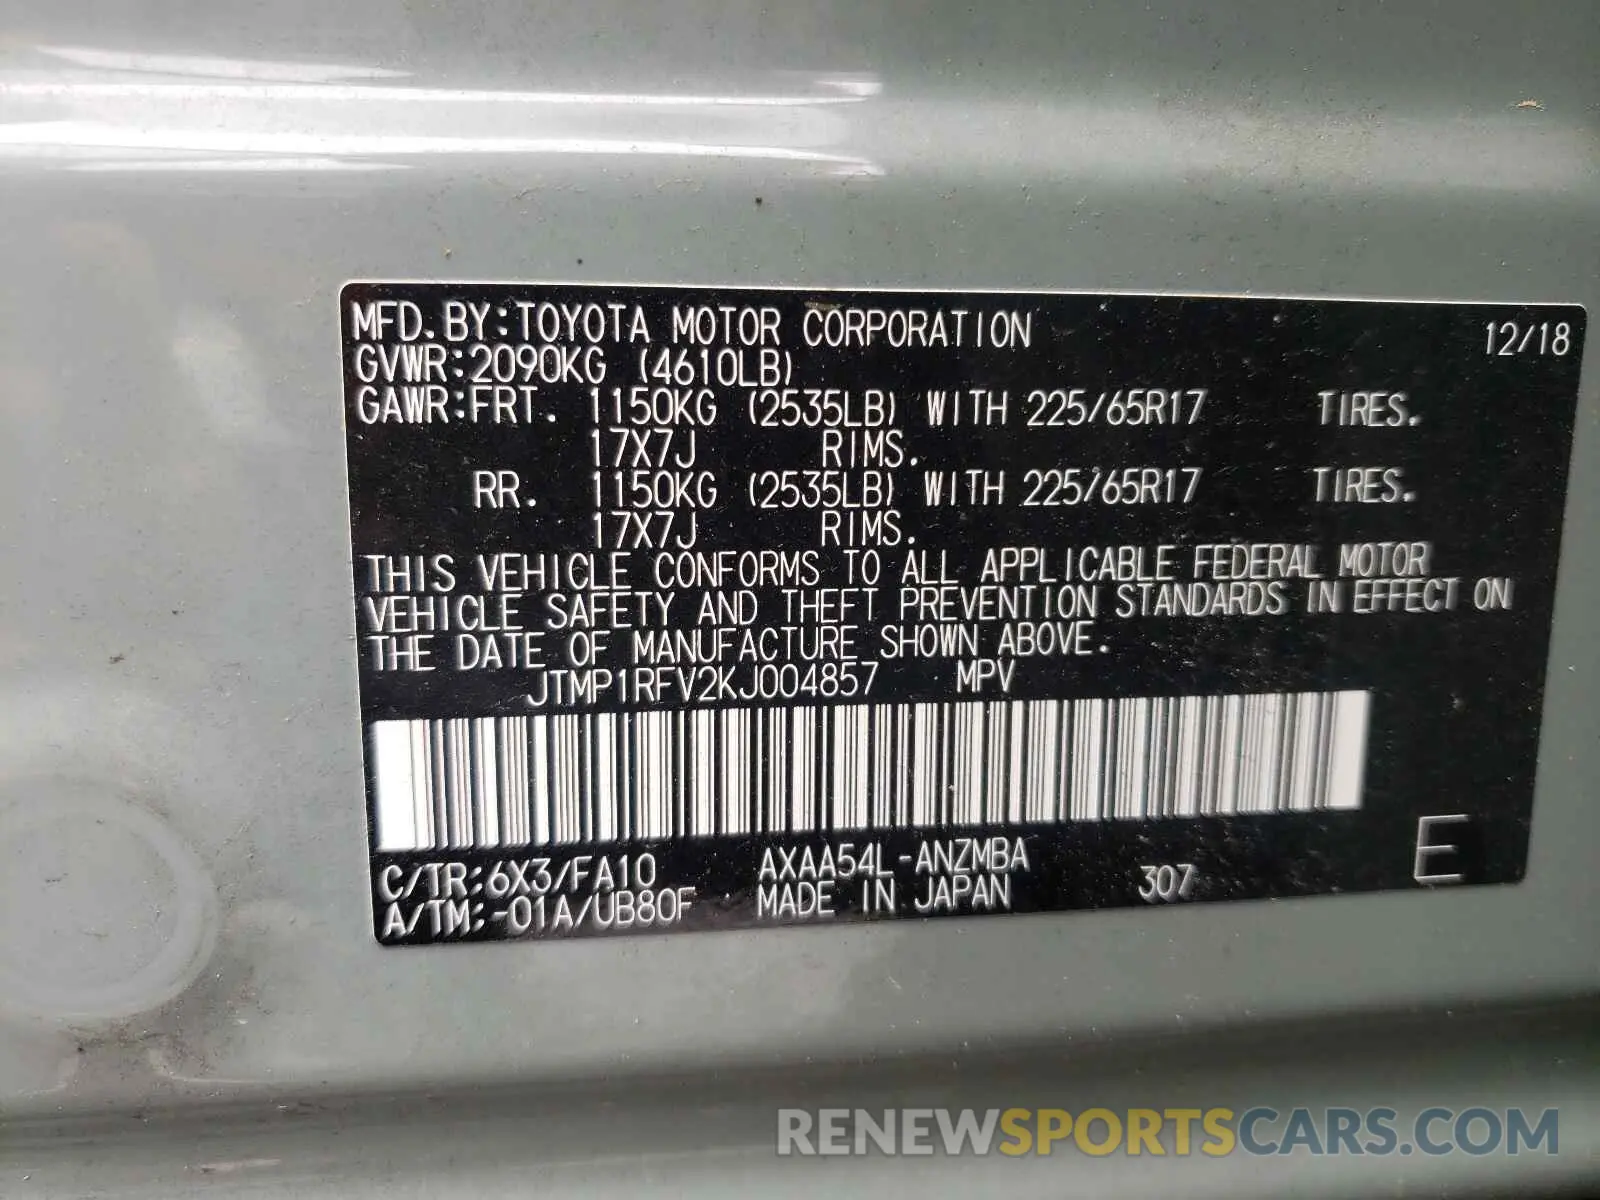 MFD.BY:TOYOTA MOTOR CORPORATION 12/18
GVWR:2090KG (4610LB)
GAWR:FRT. 1150KG (2535LB) WITH 225/65R17 TIRES.
17X7J RIMS.
RR. 1150KG (2535LB) WITH 225/65R17 TIRES.
17X7J RIMS.
THIS VEHICLE CONFORMS TO ALL APPLICABLE FEDERAL MOTOR
VEHICLE SAFETY AND THEFT PREVENTION STANDARDS IN EFFECT ON
THE DATE OF MANUFACTURE SHOWN ABOVE.
JTMP1RFV2KJ004857 MPV
C/TR:6X3/FA10 AXAA54L-ANZMBA
A/TM:-01A/UB80F MADE IN JAPAN 307 E
RENEWSPORTSCARS.COM